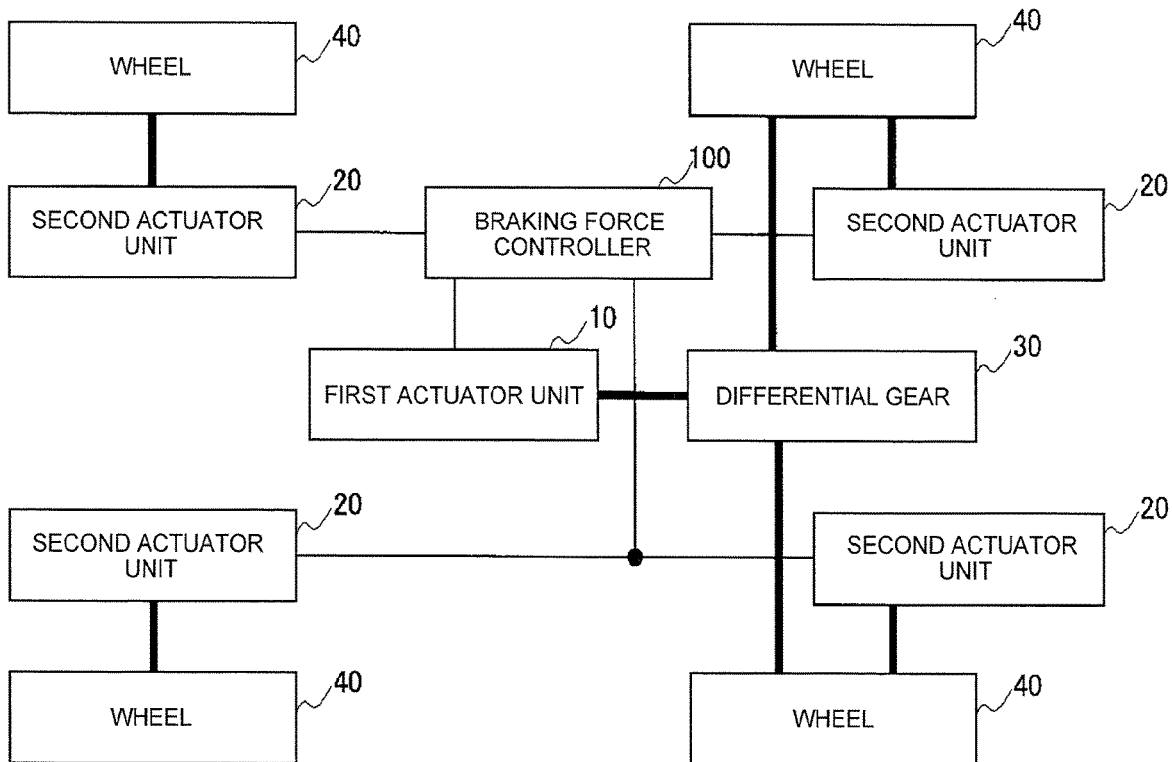 40
WHEEL
40
WHEEL
20
SECOND ACTUATOR
UNIT
100
BRAKING FORCE
CONTROLLER
20
SECOND ACTUATOR
UNIT
10
FIRST ACTUATOR UNIT
30
DIFFERENTIAL GEAR
20
SECOND ACTUATOR
UNIT
20
SECOND ACTUATOR
UNIT
40
WHEEL
40
WHEEL